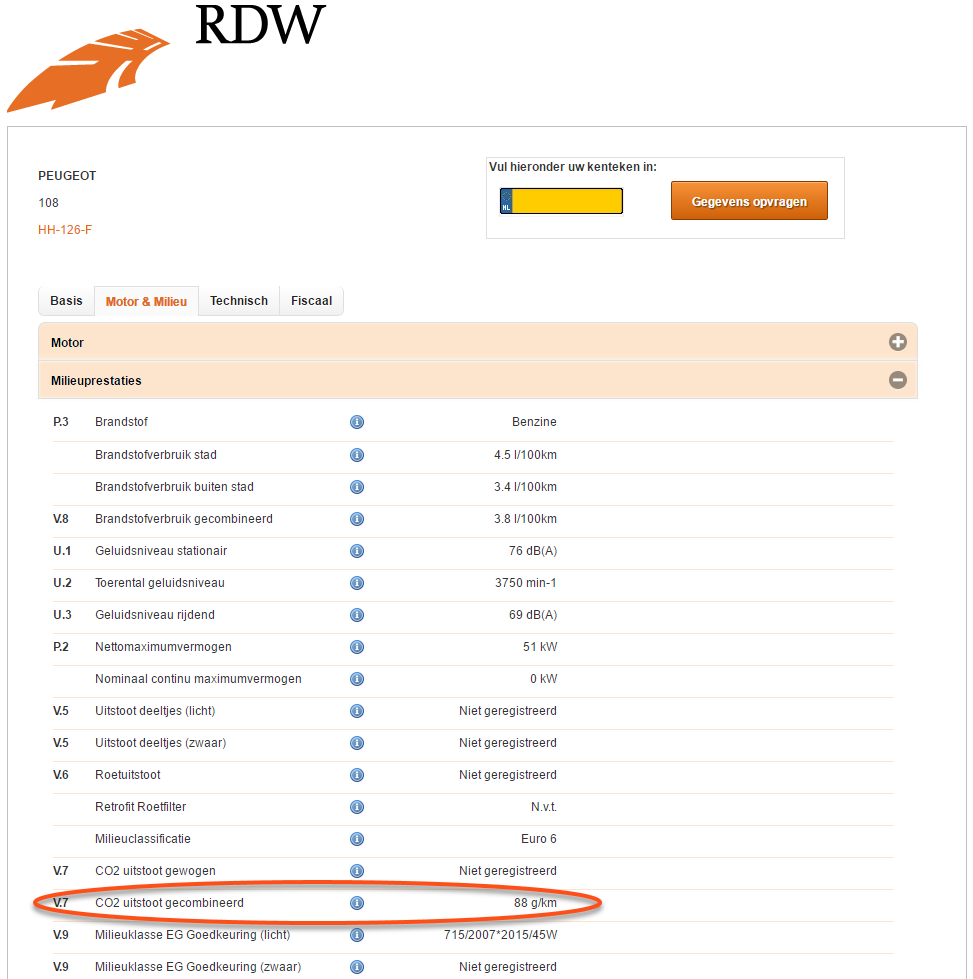 RDW
PEUGEOT
Vul hieronder uw kenteken in:
108
NL
Gegevens opvragen
HH-126-F
Basis Motor & Milieu Technisch Fiscaal
Motor
Milieuprestaties
P.3 Brandstof Benzine
Brandstofverbruik stad 4.5 l/100km
Brandstofverbruik buiten stad 3.4 l/100km
V.8 Brandstofverbruik gecombineerd 3.8 l/100km
U.1 Geluidsniveau stationair 76 dB(A)
U.2 Toerental geluidsniveau 3750 min-1
U.3 Geluidsniveau rijdend 69 dB(A)
P.2 Nettomaximumvermogen 51 kW
Nominaal continu maximumvermogen 0 kW
V.5 Uitstoot deeltjes (licht) Niet geregistreerd
V.5 Uitstoot deeltjes (zwaar) Niet geregistreerd
V.6 Roetuitstoot Niet geregistreerd
Retrofit Roetfilter N.v.t.
Milieuclassificatie Euro 6
V.7 CO2 uitstoot gewogen Niet geregistreerd
V.7 CO2 uitstoot gecombineerd 88 g/km
V.9 Milieuklasse EG Goedkeuring (licht) 715/2007*2015/45W
V.9 Milieuklasse EG Goedkeuring (zwaar) Niet geregistreerd